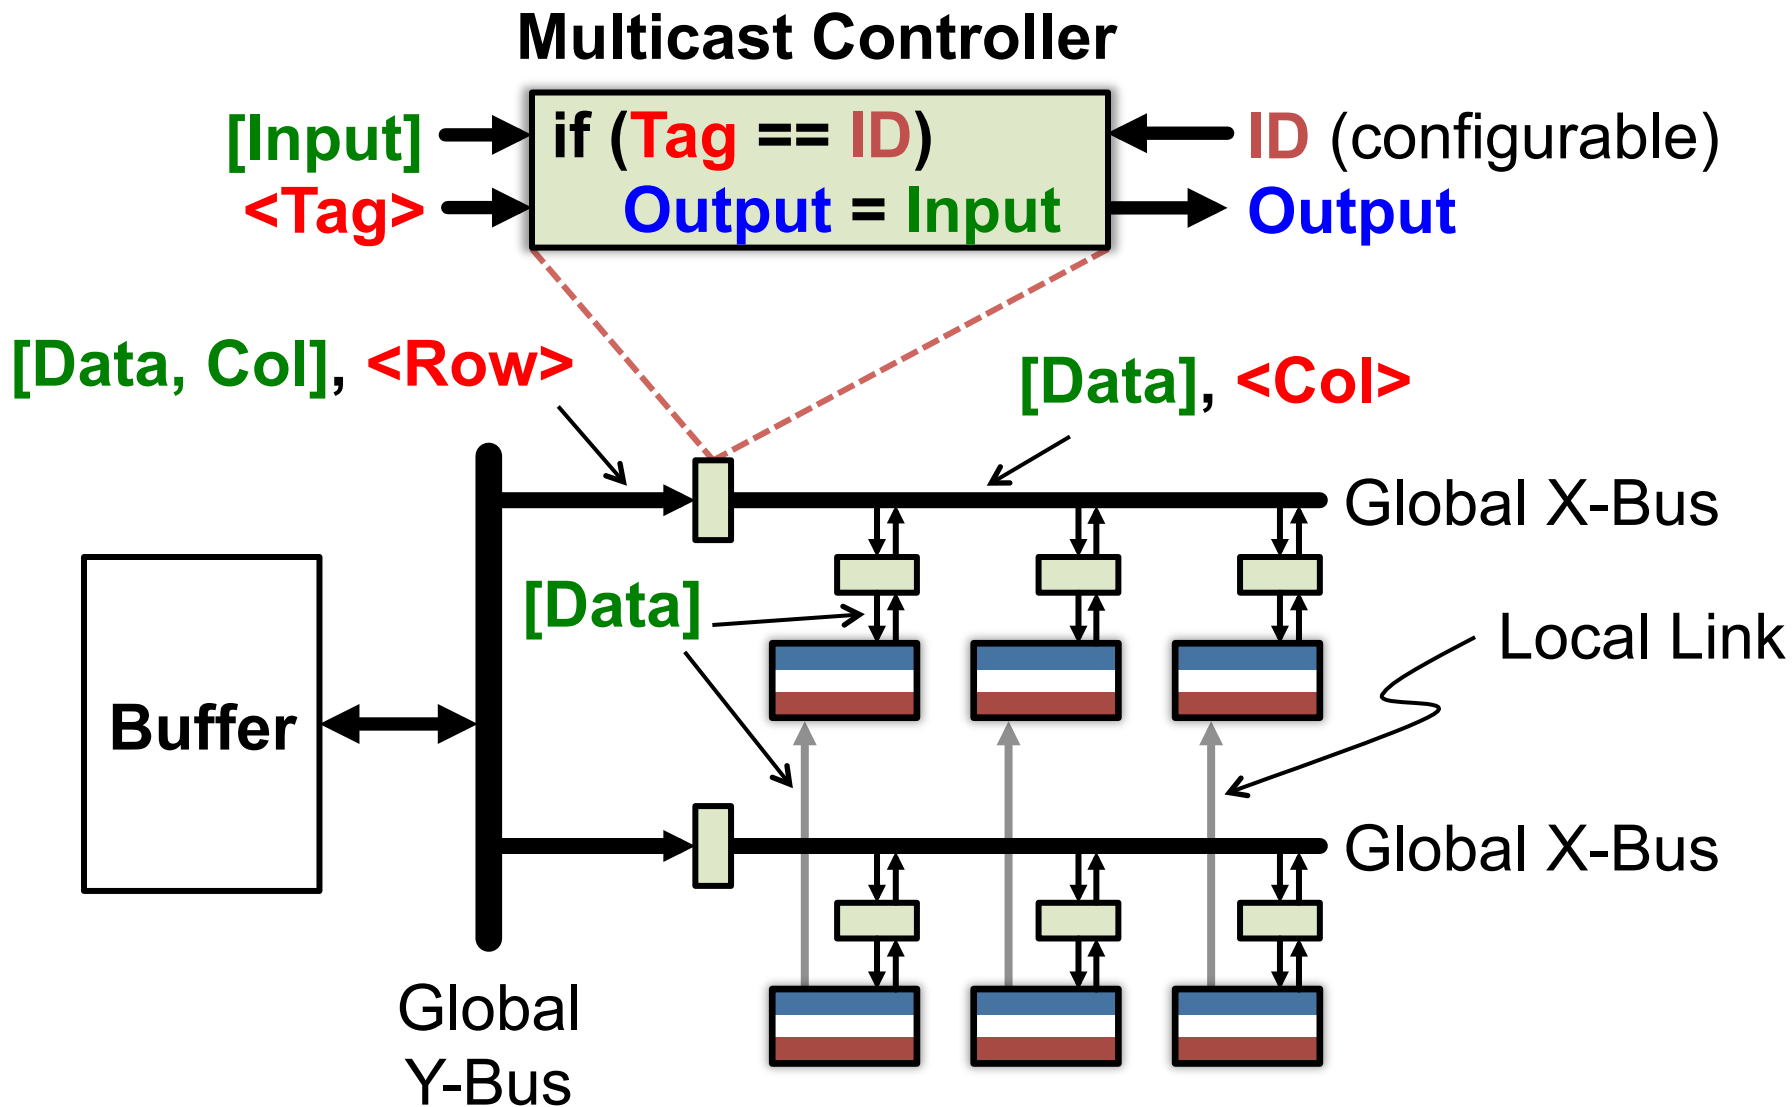 Multicast Controller
[Input]
<Tag>
if (Tag == ID)
Output = Input
ID (configurable)
Output
[Data, Col], <Row>
[Data], <Col>
Global X-Bus
[Data]
Local Link
Buffer
Global X-Bus
Global
Y-Bus